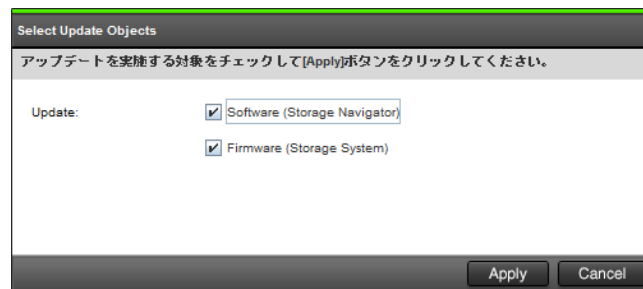 Select Update Objects
アップデートを実施する対象をチェックして[Apply]ボタンをクリックしてください。
Update:
Software (Storage Navigator)
Firmware (Storage System)
Apply Cancel